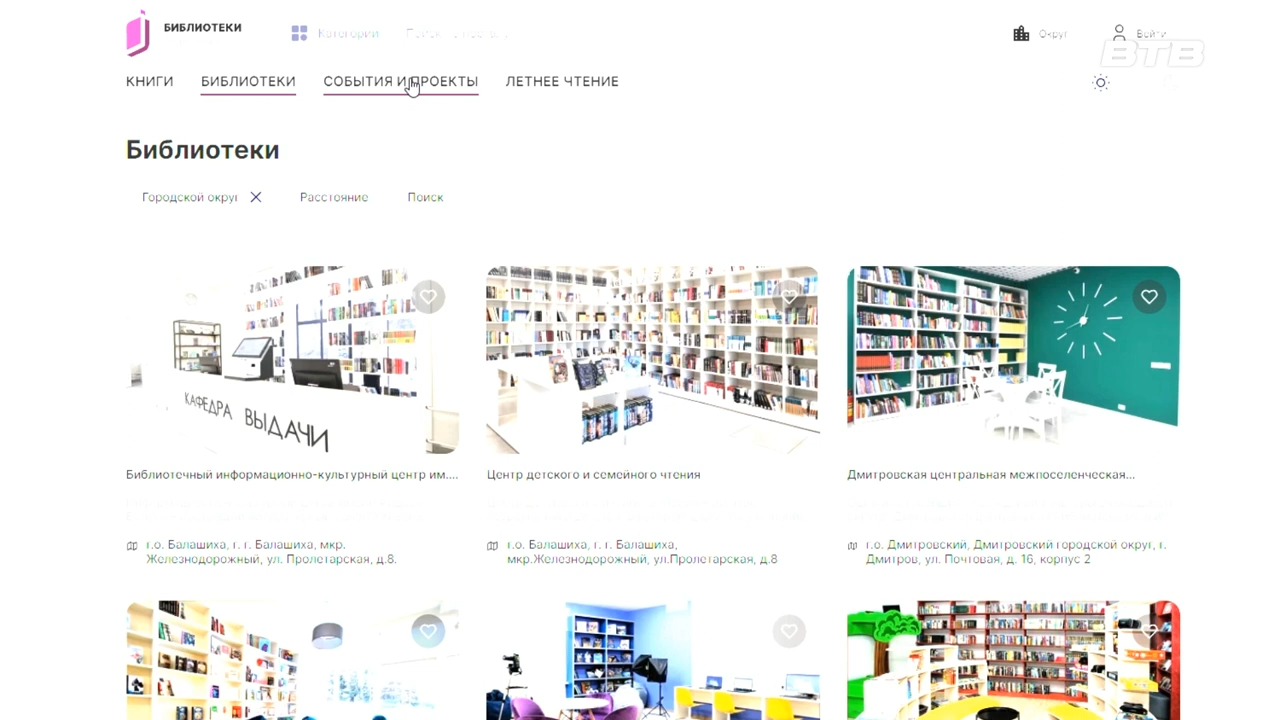 БИБЛИОТЕКИ
Категории
Округ
Войти
ВТВ
КНИГИ
БИБЛИОТЕКИ
СОБЫТИЯ И ПРОЕКТЫ
ЛЕТНЕЕ ЧТЕНИЕ
Библиотеки
Городской округ
Расстояние
Поиск
КАФЕДРА ВЫДАЧИ
Библиотечный информационно-культурный центр им....
Центр детского и семейного чтения
Дмитровская центральная межпоселенческая...
г.о. Балашиха, г. г. Балашиха, мкр.
Железнодорожный, ул. Пролетарская, д.8.
г.о. Балашиха, г. г. Балашиха,
мкр.Железнодорожный, ул.Пролетарская, д.8
г.о. Дмитровский, Дмитровский городской округ, г.
Дмитров, ул. Почтовая, д. 16, корпус 2